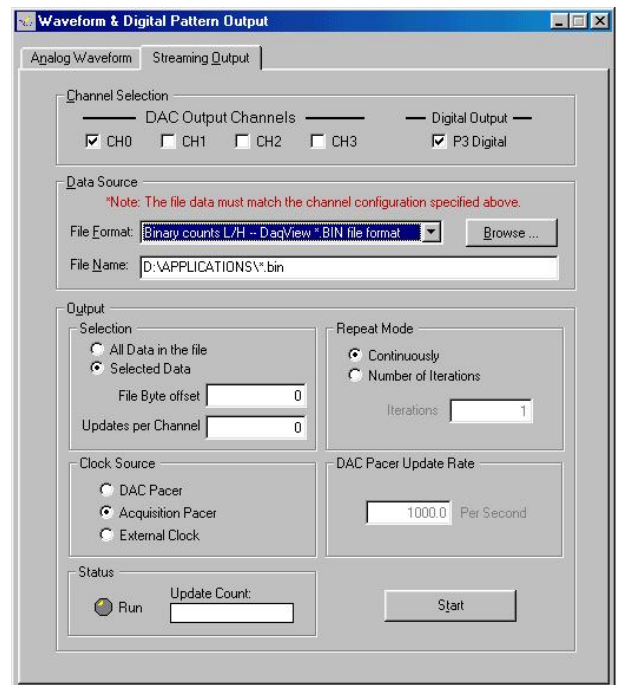 Waveform & Digital Pattern Output
Analog Waveform
Streaming Output
Channel Selection
DAC Output Channels
Digital Output
CH0
CH1
CH2
CH3
P3 Digital
Data Source
*Note: The file data must match the channel configuration specified above.
File Format: Binary counts L/H -- DaqView *.BIN file format
Browse ...
File Name: D:\APPLICATIONS\*.bin
Output
Selection
All Data in the file
Selected Data
File Byte offset 0
Updates per Channel 0
Repeat Mode
Continuously
Number of Iterations
Iterations 1
Clock Source
DAC Pacer
Acquisition Pacer
External Clock
DAC Pacer Update Rate
1000.0 Per Second
Status
Run
Update Count:
Start